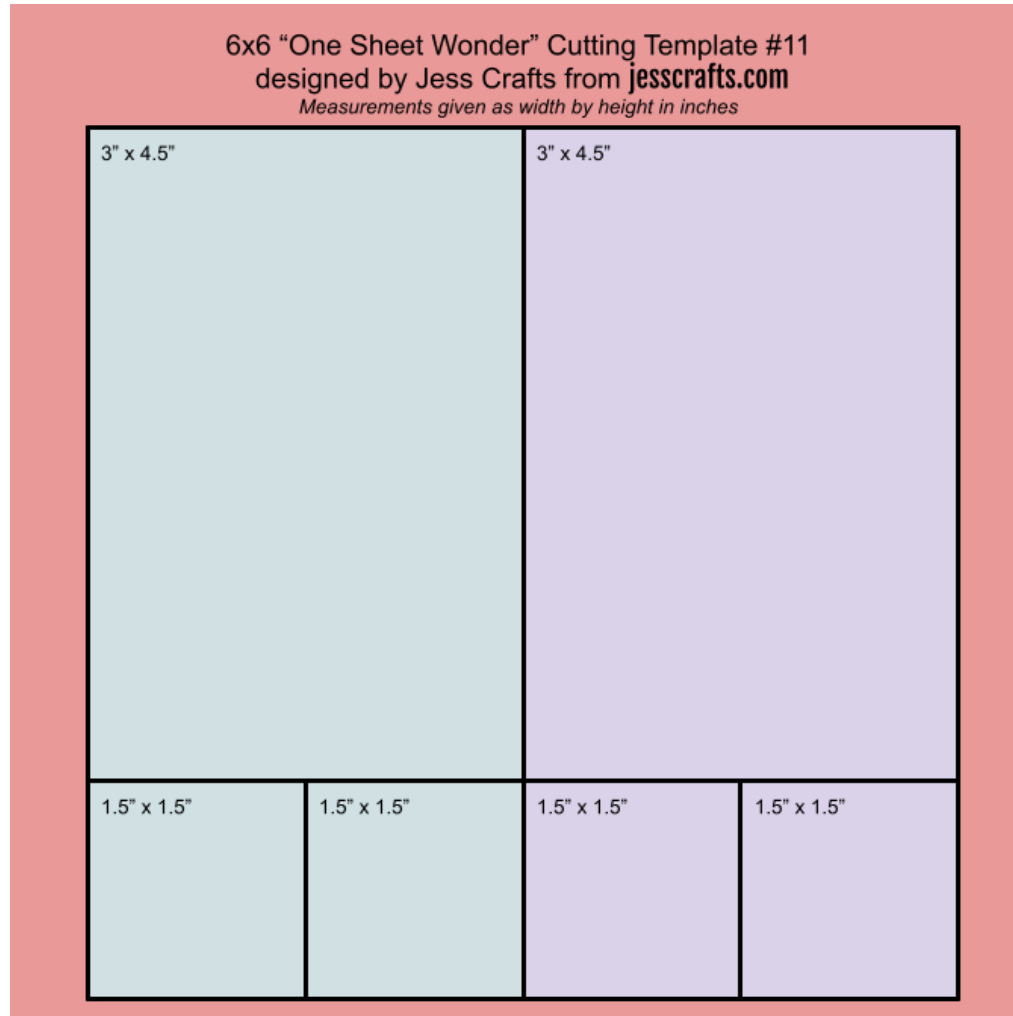 6x6 “One Sheet Wonder” Cutting Template #11
designed by Jess Crafts from jesscrafts.com
Measurements given as width by height in inches
3” x 4.5”
3” x 4.5”
1.5” x 1.5”
1.5” x 1.5”
1.5” x 1.5”
1.5” x 1.5”